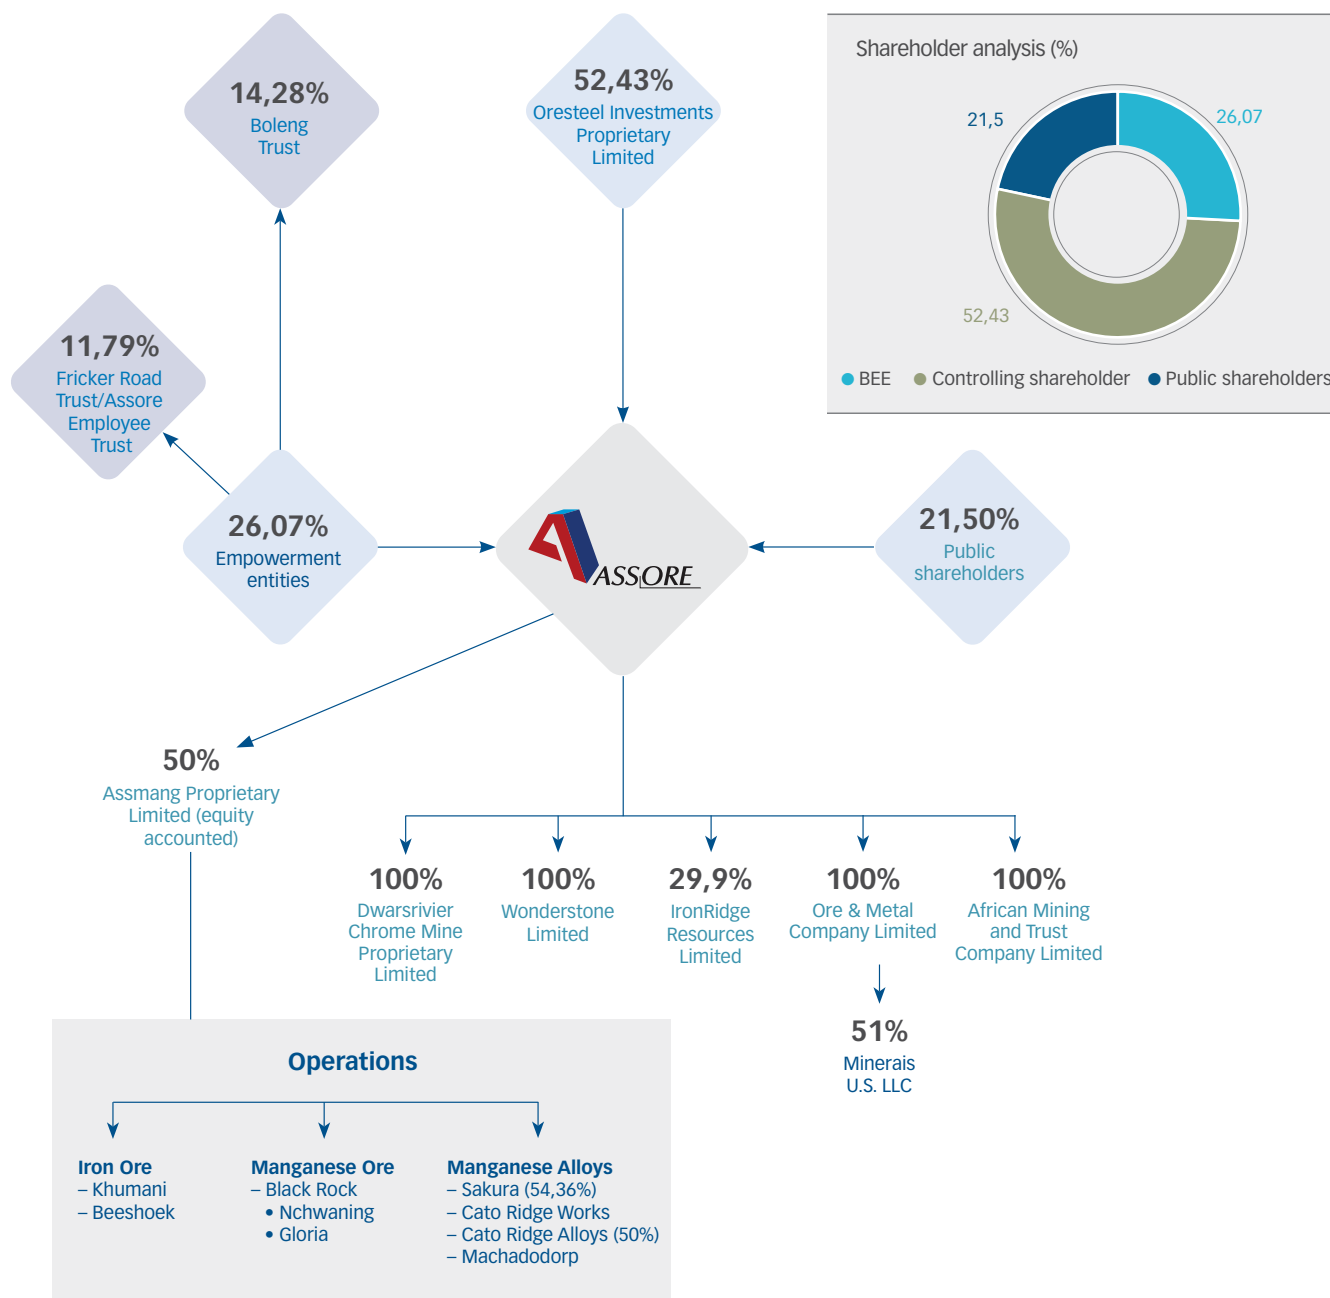 14,28%
Boleng
Trust
52,43%
Oresteel Investments
Proprietary
Limited
Shareholder analysis (%)
21,5
26,07
52,43
BEE
Controlling shareholder
Public shareholders
11,79%
Fricker Road
Trust/Assore
Employee
Trust
26,07%
Empowerment
entities
ASSORE
21,50%
Public
shareholders
50%
Assmang Proprietary
Limited (equity
accounted)
100%
Dwarsrivier
Chrome Mine
Proprietary
Limited
100%
Wonderstone
Limited
29,9%
IronRidge
Resources
Limited
100%
Ore & Metal
Company Limited
100%
African Mining
and Trust
Company Limited
51%
Minerais
U.S. LLC
Operations
Iron Ore
– Khumani
– Beeshoek
Manganese Ore
– Black Rock
• Nchwaning
• Gloria
Manganese Alloys
– Sakura (54,36%)
– Cato Ridge Works
– Cato Ridge Alloys (50%)
– Machadodorp